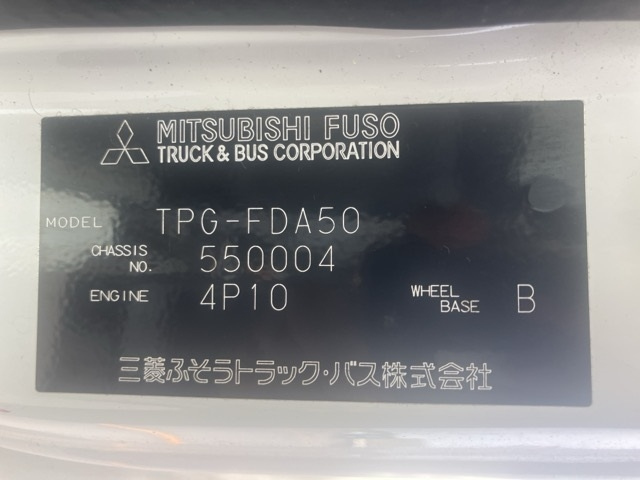 MITSUBISHI FUSO
TRUCK & BUS CORPORATION
MODEL TPG-FDA50
CHASSIS NO. 550004
ENGINE 4P10 WHEEL BASE B
三菱ふそうトラック・バス株式会社